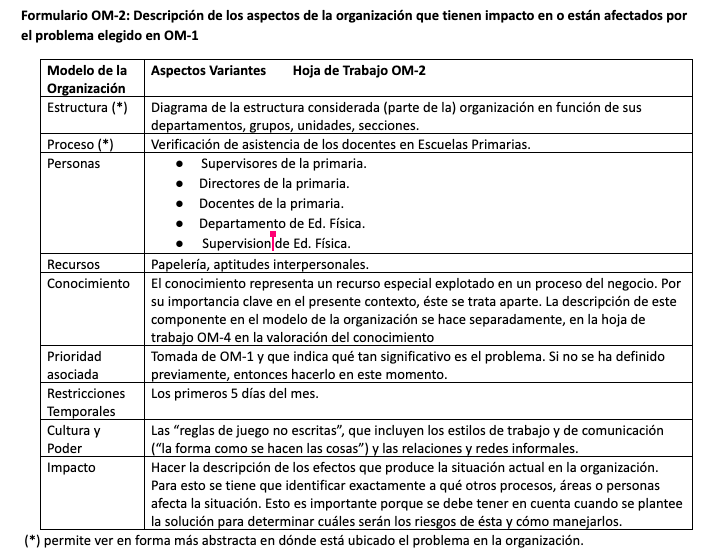 Formulario OM-2: Descripción de los aspectos de la organización que tienen impacto en o están afectados por
el problema elegido en OM-1
Modelo de la Organización
Aspectos Variantes Hoja de Trabajo OM-2
Estructura (*)
Diagrama de la estructura considerada (parte de la) organización en función de sus
departamentos, grupos, unidades, secciones.
Proceso (*)
Verificación de asistencia de los docentes en Escuelas Primarias.
Personas
● Supervisores de la primaria.
● Directores de la primaria.
● Docentes de la primaria.
● Departamento de Ed. Física.
● Supervision de Ed. Física.
Recursos
Papelería, aptitudes interpersonales.
Conocimiento
El conocimiento representa un recurso especial explotado en un proceso del negocio. Por
su importancia clave en el presente contexto, éste se trata aparte. La descripción de este
componente en el modelo de la organización se hace separadamente, en la hoja de
trabajo OM-4 en la valoración del conocimiento
Prioridad
asociada
Tomada de OM-1 y que indica qué tan significativo es el problema. Si no se ha definido
previamente, entonces hacerlo en este momento.
Restricciones
Temporales
Los primeros 5 días del mes.
Cultura y
Poder
Las “reglas de juego no escritas”, que incluyen los estilos de trabajo y de comunicación
(“la forma como se hacen las cosas”) y las relaciones y redes informales.
Impacto
Hacer la descripción de los efectos que produce la situación actual en la organización.
Para esto se tiene que identificar exactamente a qué otros procesos, áreas o personas
afecta la situación. Esto es importante porque se debe tener en cuenta cuando se plantee
la solución para determinar cuáles serán los riesgos de ésta y cómo manejarlos.
(*) permite ver en forma más abstracta en dónde está ubicado el problema en la organización.